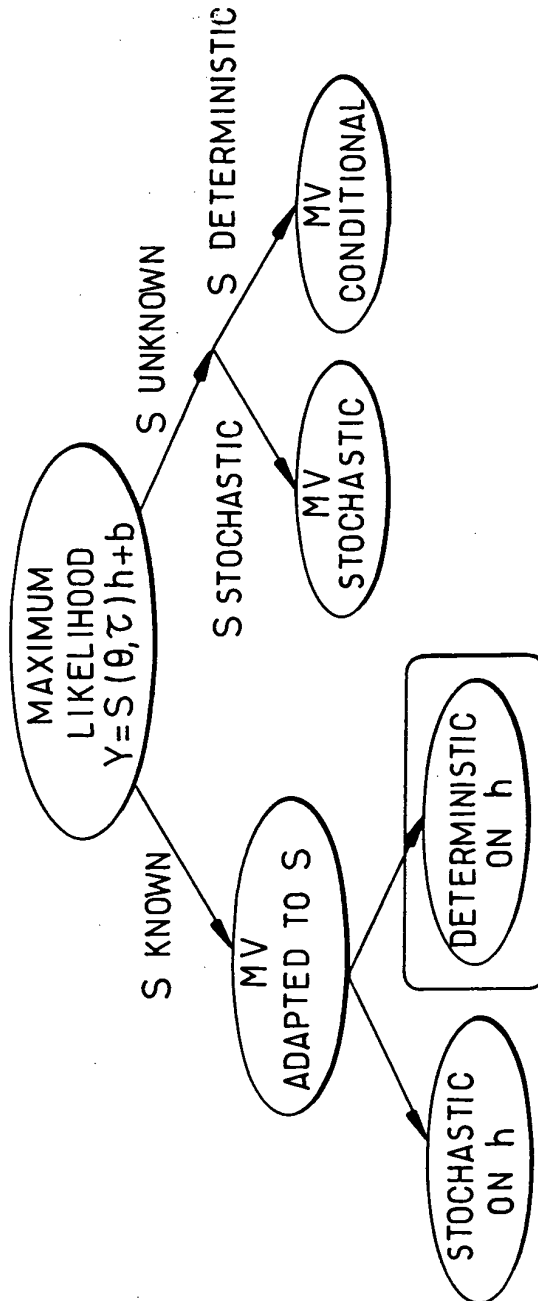 MAXIMUM
LIKELIHOOD
Y=S(θ,τ)h+b
S KNOWN
S UNKNOWN
MV
ADAPTED TO S
S STOCHASTIC
S DETERMINISTIC
STOCHASTIC
ON h
DETERMINISTIC
ON h
MV
STOCHASTIC
MV
CONDITIONAL